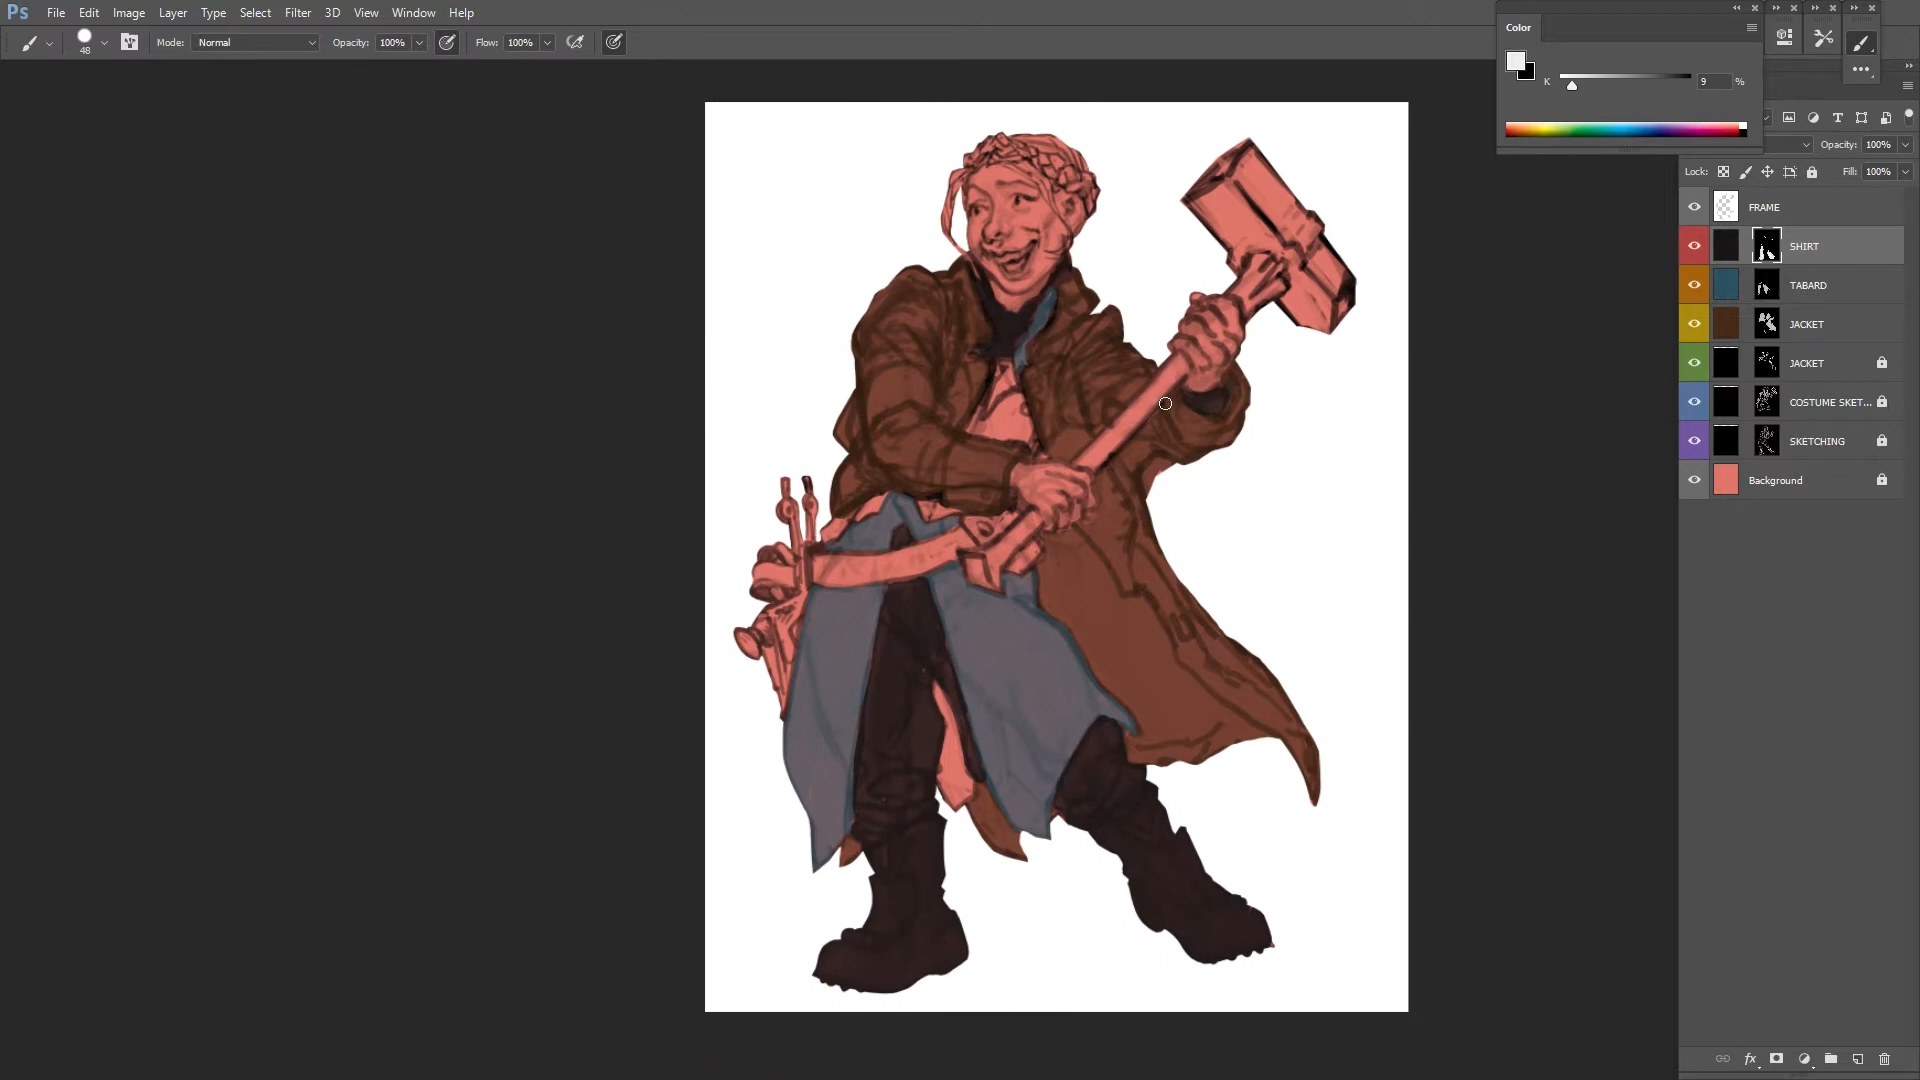 Ps File Edit Image Layer Type Select Filter 3D View Window Help
48 Mode: Normal Opacity: 100% Flow: 100%
Color
K 9 %
Opacity: 100%
Lock: Fill: 100%
FRAME
SHIRT
TABARD
JACKET
JACKET
COSTUME SKET...
SKETCHING
Background
fx